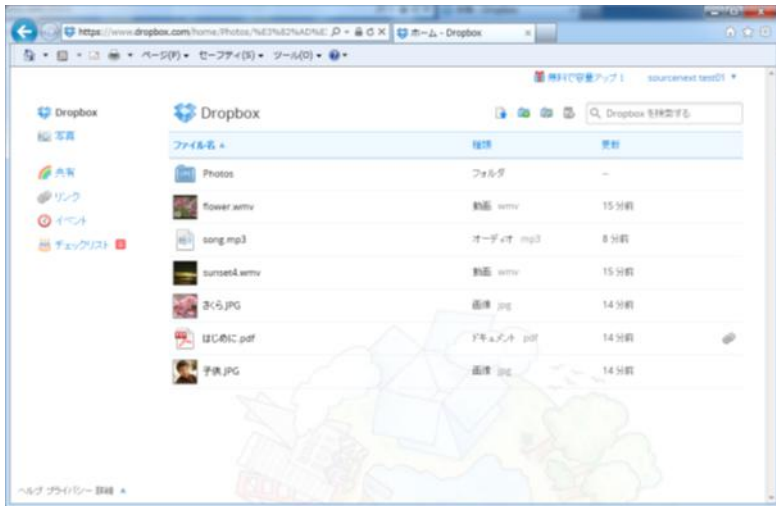 https://www.dropbox.com/home/Photos/%E3%82%AD%E
ホーム - Dropbox
ページ(P) セーフティ(S) ツール(O)
無料で容量アップ! sourcenext test01
Dropbox
写真
共有
リンク
イベント
チェックリスト
Dropbox
Dropbox を検索する
ファイル名 種類 更新
Photos フォルダ --
flower.wmv 動画 wmv 15 分前
song.mp3 オーディオ mp3 8 分前
sunset4.wmv 動画 wmv 15 分前
さくら.JPG 画像 jpg 14 分前
はじめに.pdf ドキュメント pdf 14 分前
子供.JPG 画像 jpg 14 分前
ヘルプ プライバシー 詳細